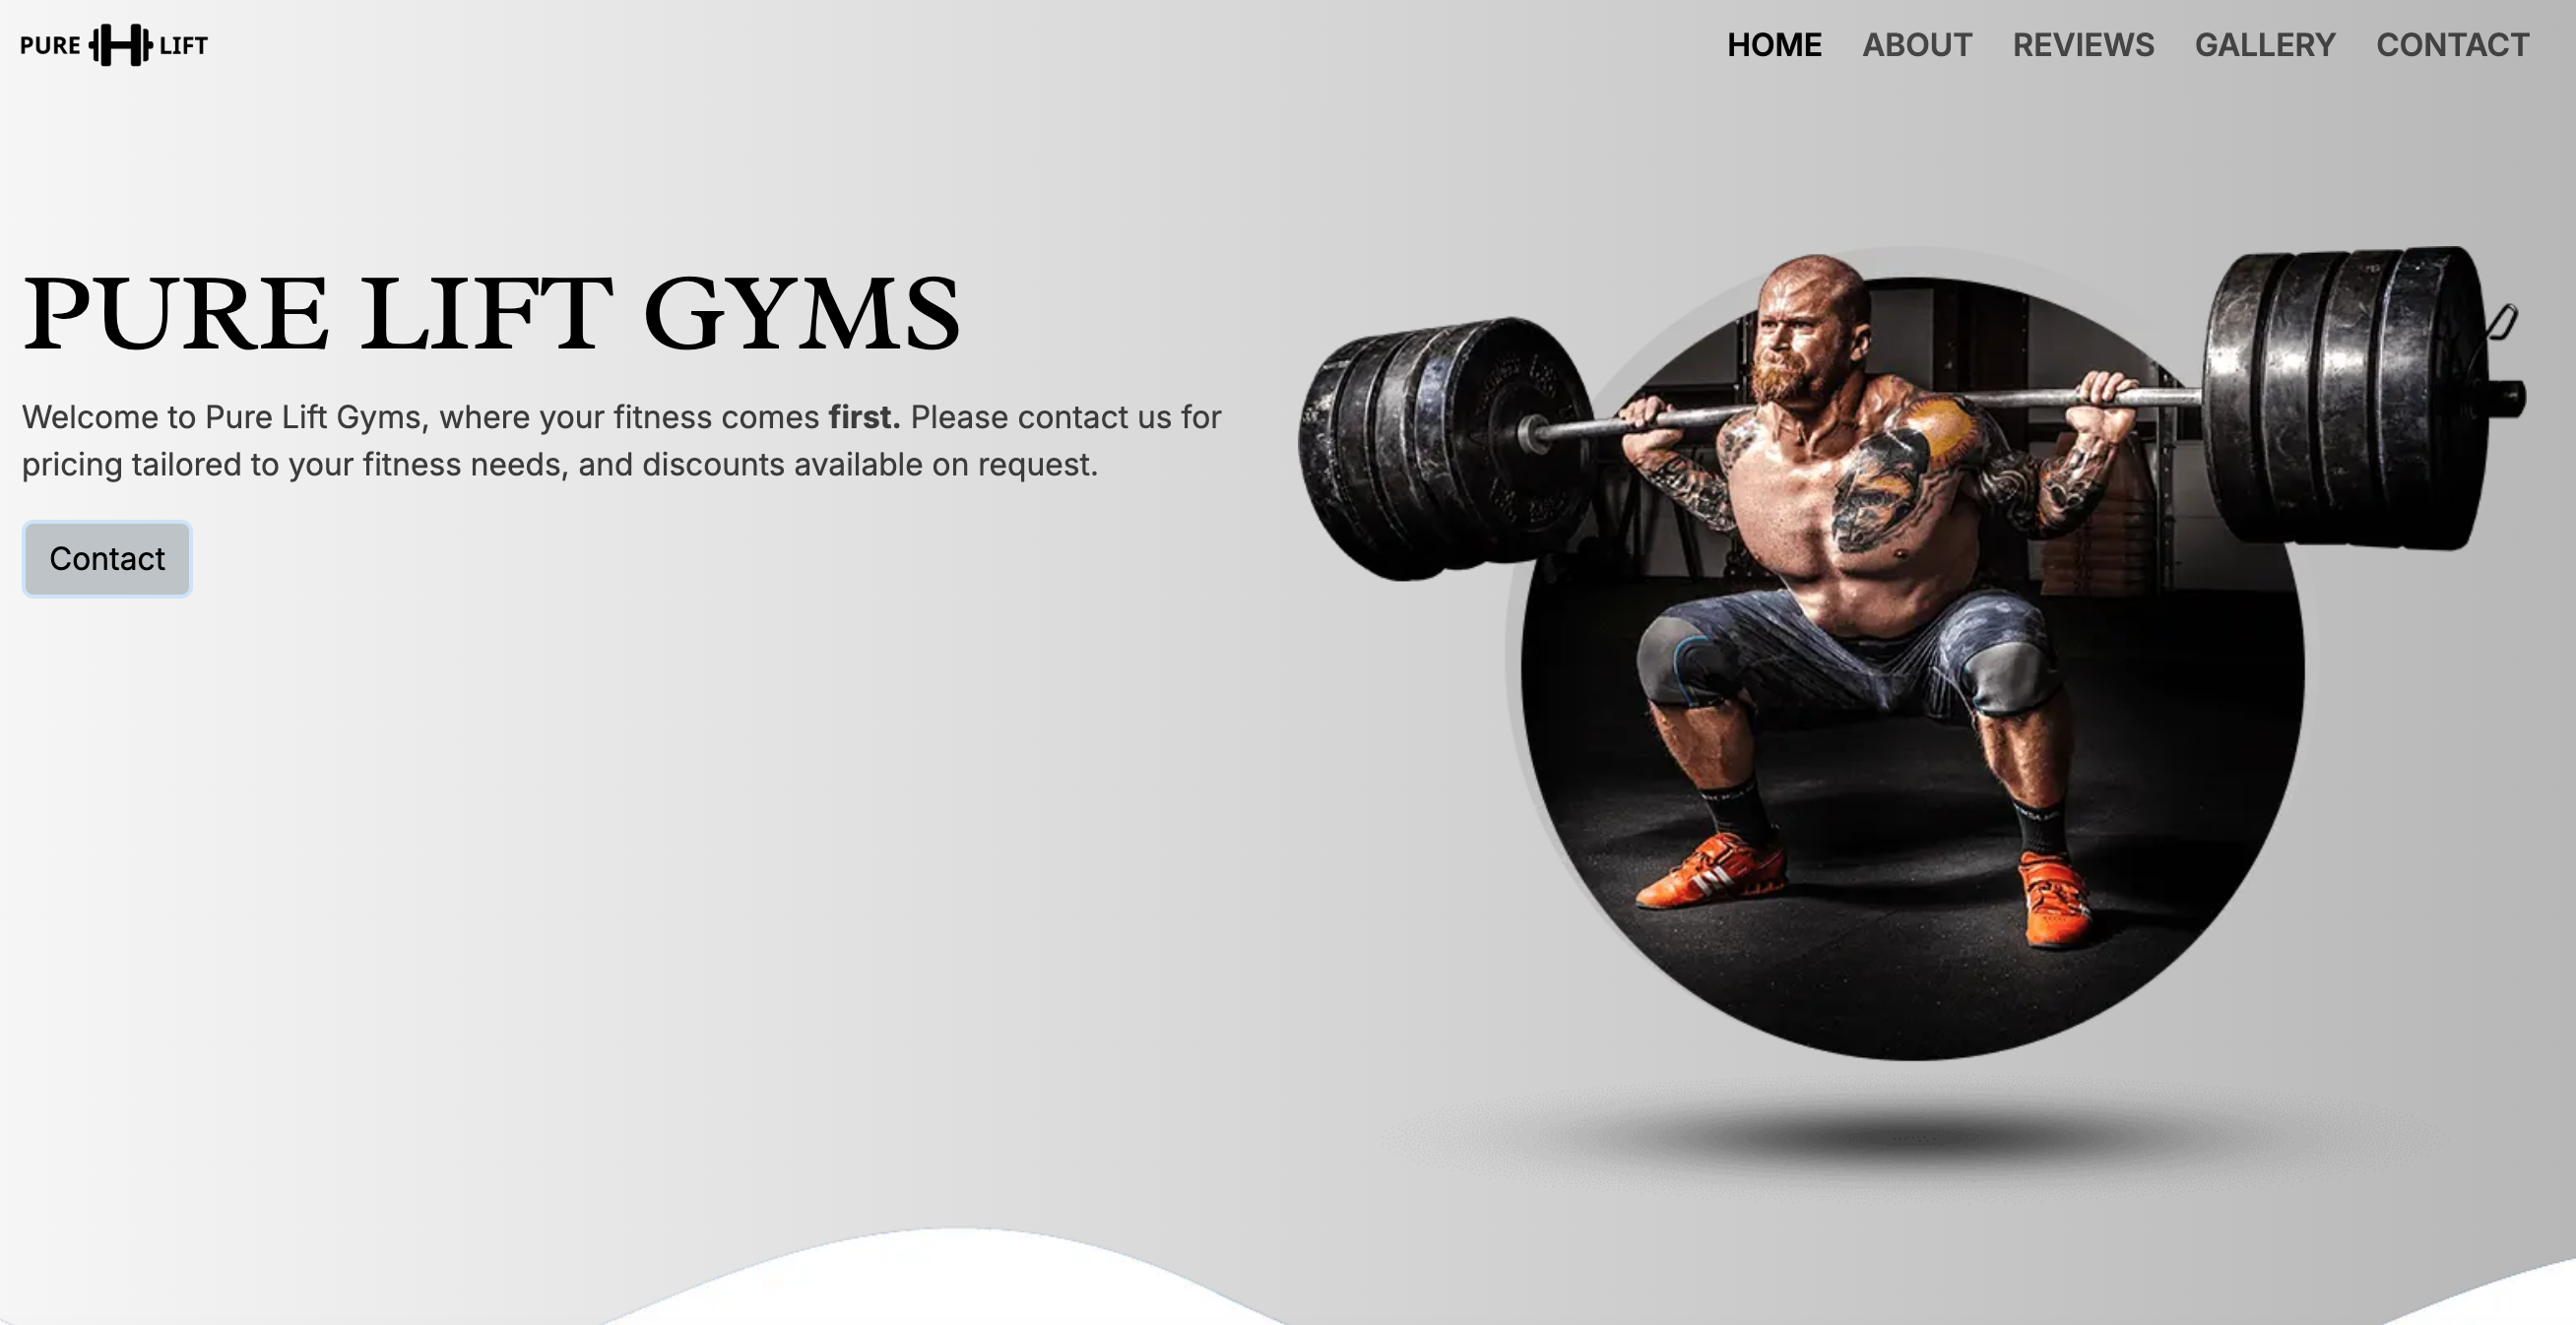 PURE LIFT
HOME ABOUT REVIEWS GALLERY CONTACT
PURE LIFT GYMS
Welcome to Pure Lift Gyms, where your fitness comes first. Please contact us for
pricing tailored to your fitness needs, and discounts available on request.
Contact